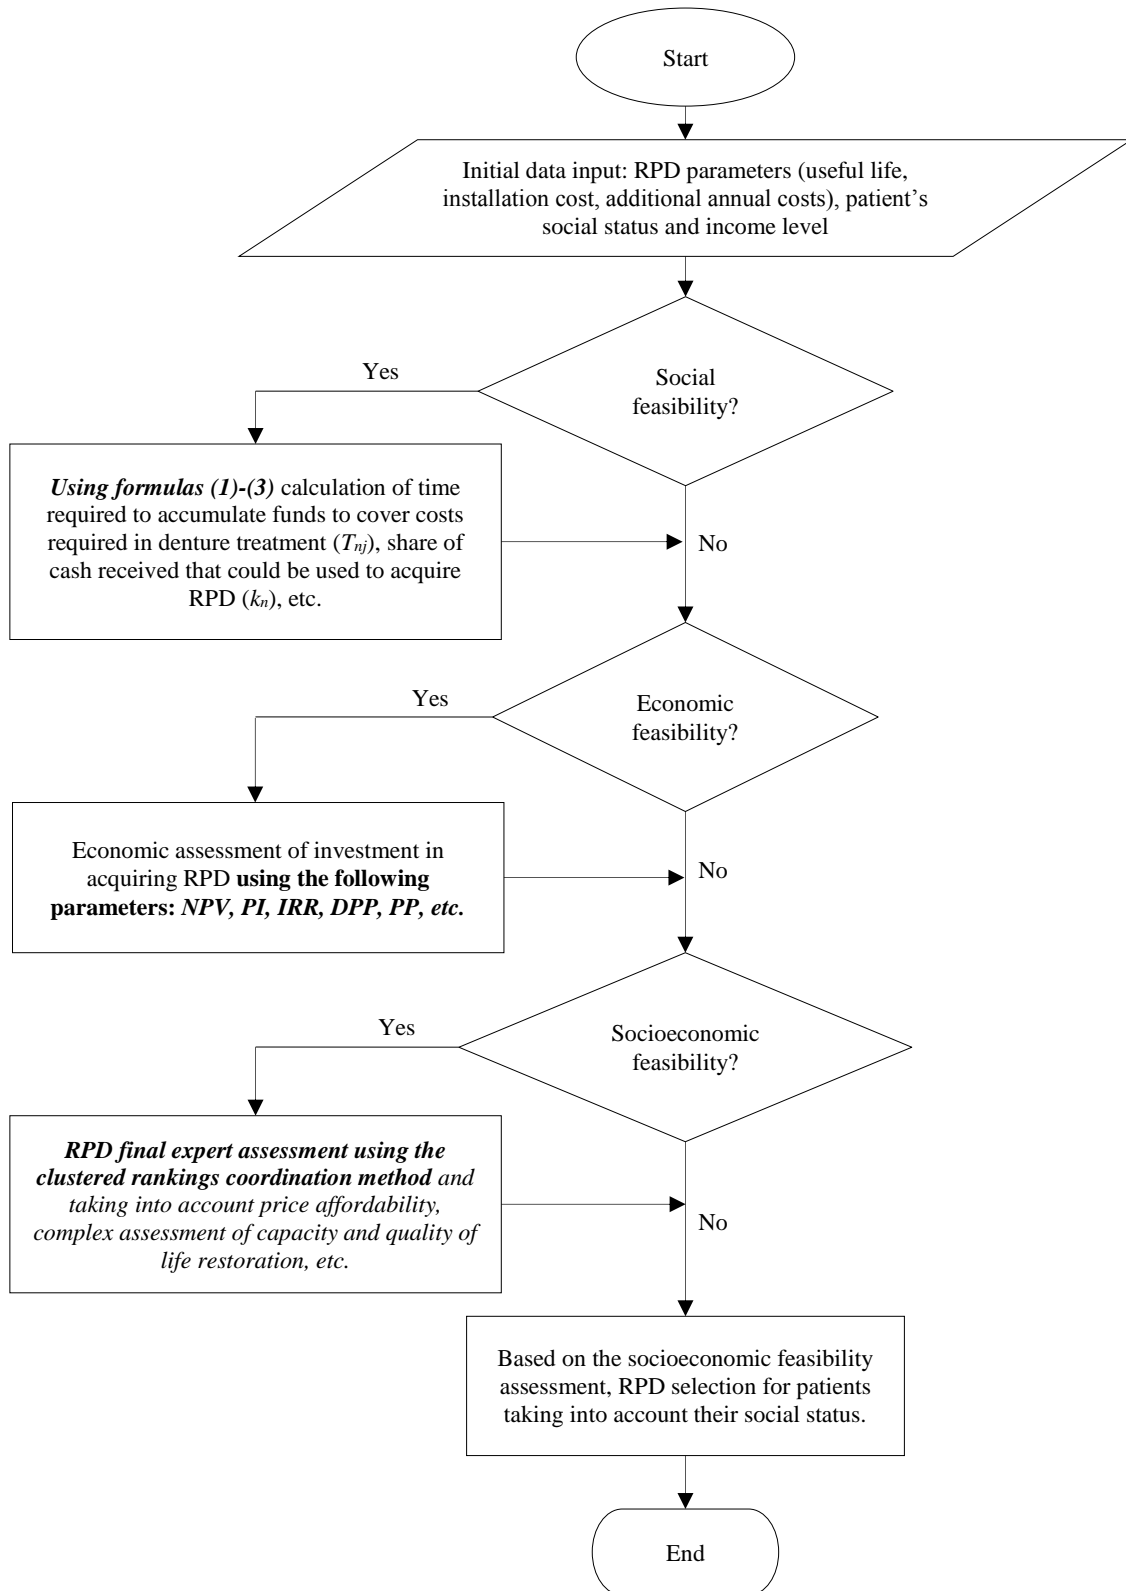 Start
Initial data input: RPD parameters (useful life,
installation cost, additional annual costs), patient’s
social status and income level
Yes
Social
feasibility?
Using formulas (1)-(3) calculation of time
required to accumulate funds to cover costs
required in denture treatment (Tnj), share of
cash received that could be used to acquire
RPD (kn), etc.
No
Yes
Economic
feasibility?
Economic assessment of investment in
acquiring RPD using the following
parameters: NPV, PI, IRR, DPP, PP, etc.
No
Yes
Socioeconomic
feasibility?
RPD final expert assessment using the
clustered rankings coordination method and
taking into account price affordability,
complex assessment of capacity and quality of
life restoration, etc.
No
Based on the socioeconomic feasibility
assessment, RPD selection for patients
taking into account their social status.
End